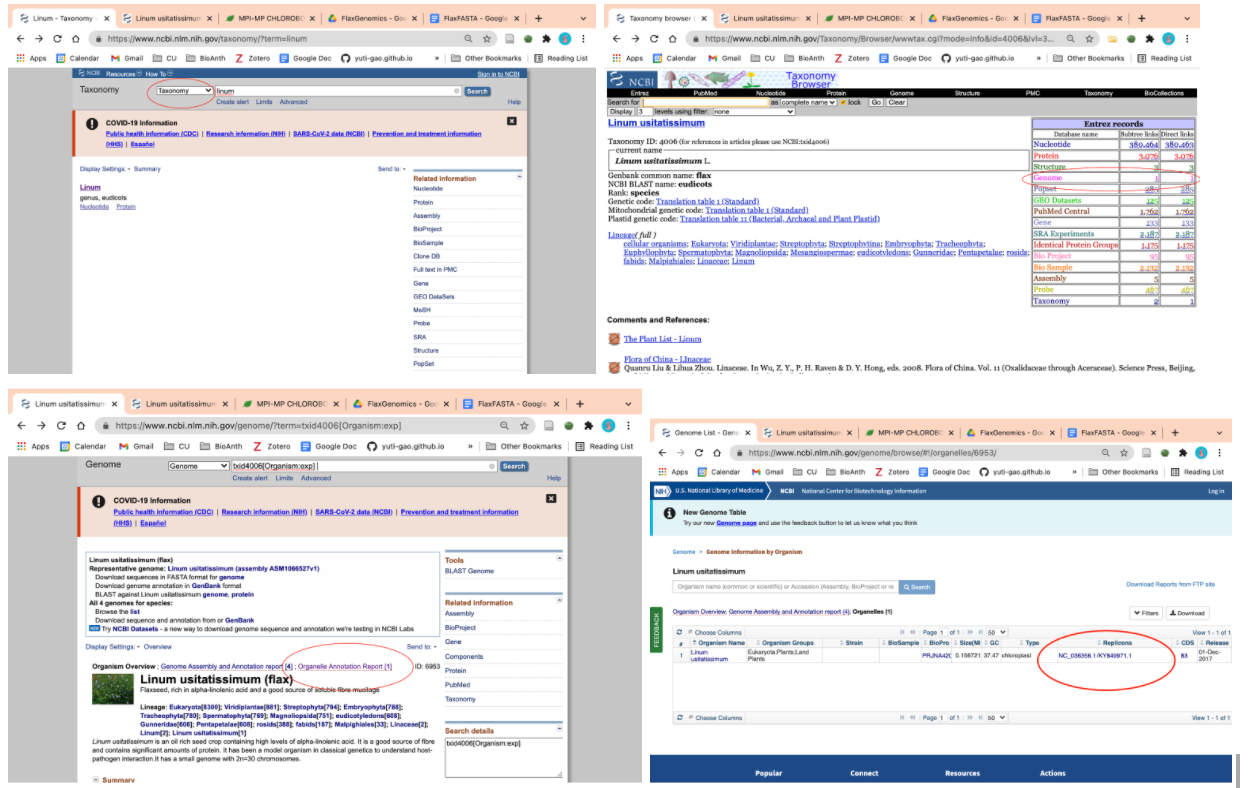 Linum - Taxonomy - Linum usitatissimum MPI-MP CHLOROBO FlaxGenomics - Goo FlaxFASTA - Google
https://www.ncbi.nlm.nih.gov/taxonomy/?term=linum
Apps Calendar Gmail CU BioAnth Zotero Google Doc yuti-gao.github.io » Other Bookmarks Reading List
NCBI Resources How To Sign in to NCBI
Taxonomy Taxonomy linum Search
Create alert Limits Advanced Help
COVID-19 Information
Public health information (CDC) | Research information (NIH) | SARS-CoV-2 data (NCBI) | Prevention and treatment information
(HHS) | Español
Display Settings: Summary Send to:
Linum
genus, eudicots
Nucleotide Protein
Related information
Nucleotide
Protein
Assembly
BioProject
BioSample
Clone DB
Full text in PMC
Gene
GEO DataSets
MeSH
Probe
SRA
Structure
PopSet
Taxonomy browser ( Linum usitatissimum MPI-MP CHLOROBO FlaxGenomics - Goo FlaxFASTA - Google
https://www.ncbi.nlm.nih.gov/Taxonomy/Browser/wwwtax.cgi?mode=Info&id=4006&lvl=3...
Apps Calendar Gmail CU BioAnth Zotero Google Doc yuti-gao.github.io » Other Bookmarks Reading List
NCBI Taxonomy
Browser
Entrez PubMed Nucleotide Protein Genome Structure PMC Taxonomy BioCollections
Search for as complete name lock Go Clear
Display 3 levels using filter: none
Linum usitatissimum
Taxonomy ID: 4006 (for references in articles please use NCBI:txid4006)
current name
Linum usitatissimum L.
Genbank common name: flax
NCBI BLAST name: eudicots
Rank: species
Genetic code: Translation table 1 (Standard)
Mitochondrial genetic code: Translation table 1 (Standard)
Plastid genetic code: Translation table 11 (Bacterial, Archaeal and Plant Plastid)
Lineage( full )
cellular organisms; Eukaryota; Viridiplantae; Streptophyta; Streptophytina; Embryophyta; Tracheophyta;
Euphyllophyta; Spermatophyta; Magnoliopsida; Mesangiospermae; eudicotyledons; Gunneridae; Pentapetalae; rosids;
fabids; Malpighiales; Linaceae; Linum
Entrez records
Database name Subtree links Direct links
Nucleotide 380,464 380,463
Protein 3,076 3,076
Structure 3 3
Genome 1
Popset 285 285
GEO Datasets 125 125
PubMed Central 1,762 1,762
Gene 133 133
SRA Experiments 2,187 2,187
Identical Protein Groups 1,175 1,175
Bio Project 95 95
Bio Sample 2,132 2,132
Assembly 5 5
Probe 467 467
Taxonomy 2 1
Comments and References:
The Plant List - Linum
Flora of China - LInaceae
Quanru Liu & Lihua Zhou. Linaceae. In Wu, Z. Y., P. H. Raven & D. Y. Hong, eds. 2008. Flora of China. Vol. 11 (Oxalidaceae through Aceraceae). Science Press, Beijing,
Linum usitatissimum Linum usitatissimum MPI-MP CHLOROBO FlaxGenomics - Goo FlaxFASTA - Google
https://www.ncbi.nlm.nih.gov/genome/?term=txid4006[Organism:exp]
Apps Calendar Gmail CU BioAnth Zotero Google Doc yuti-gao.github.io » Other Bookmarks Reading List
Genome Genome txid4006[Organism:exp] Search
Create alert Limits Advanced Help
COVID-19 Information
Public health information (CDC) | Research information (NIH) | SARS-CoV-2 data (NCBI) | Prevention and treatment information
(HHS) | Español
Linum usitatissimum (flax)
Representative genome: Linum usitatissimum (assembly ASM1066527v1)
Download sequences in FASTA format for genome
Download genome annotation in GenBank format
BLAST against Linum usitatissimum genome, protein
All 4 genomes for species:
Browse the list
Download sequence and annotation from or GenBank
NEW Try NCBI Datasets - a new way to download genome sequence and annotation we're testing in NCBI Labs
Display Settings: Overview Send to:
Organism Overview ; Genome Assembly and Annotation report [4] ; Organelle Annotation Report [1] ID: 6953
Linum usitatissimum (flax)
Flaxseed, rich in alpha-linolenic acid and a good source of soluble fibre mucilage
Lineage: Eukaryota[8300]; Viridiplantae[881]; Streptophyta[794]; Embryophyta[788];
Tracheophyta[780]; Spermatophyta[769]; Magnoliopsida[751]; eudicotyledons[608];
Gunneridae[608]; Pentapetalae[608]; rosids[388]; fabids[187]; Malpighiales[33]; Linaceae[2];
Linum[2]; Linum usitatissimum[1]
Linum usitatissimum is an oil rich seed crop containing high levels of alpha-linolenic acid. It is a good source of fibre
and contains significant amounts of protein. It has been a model organism in classical genetics to understand host-
pathogen interaction.It has a small genome with 2n=30 chromosomes.
Summary
Tools
BLAST Genome
Related information
Assembly
BioProject
Gene
Components
Protein
PubMed
Taxonomy
Search details
txid4006[Organism:exp]
Genome List - Gen Linum usitatissimum MPI-MP CHLOROBO FlaxGenomics - Goo FlaxFASTA - Google
https://www.ncbi.nlm.nih.gov/genome/browse/#!/organelles/6953/
Apps Calendar Gmail CU BioAnth Zotero Google Doc yuti-gao.github.io » Other Bookmarks Reading List
NIH U.S. National Library of Medicine NCBI National Center for Biotechnology Information Log in
New Genome Table
Try our new Genome page and use the feedback button to let us know what you think
Genome > Genome Information by Organism
Linum usitatissimum
Organism name (common or scientific) or Accession (Assembly, BioProject or re Search Download Reports from FTP site
FEEDBACK
Organism Overview; Genome Assembly and Annotation report [4]; Organelles [1] Filters Download
Choose Columns Page 1 of 1 50 View 1 - 1 of 1
# Organism Name Organism Groups Strain BioSample BioPro Size(M GC Type Replicons CDS Release
1 Linum usitatissimum Eukaryota;Plants;Land Plants PRJNA42( 0.156721 37.47 chloroplast NC_036356.1/KY849971.1 83 01-Dec-2017
Choose Columns Page 1 of 1 50 View 1 - 1 of 1
Popular Connect Resources Actions